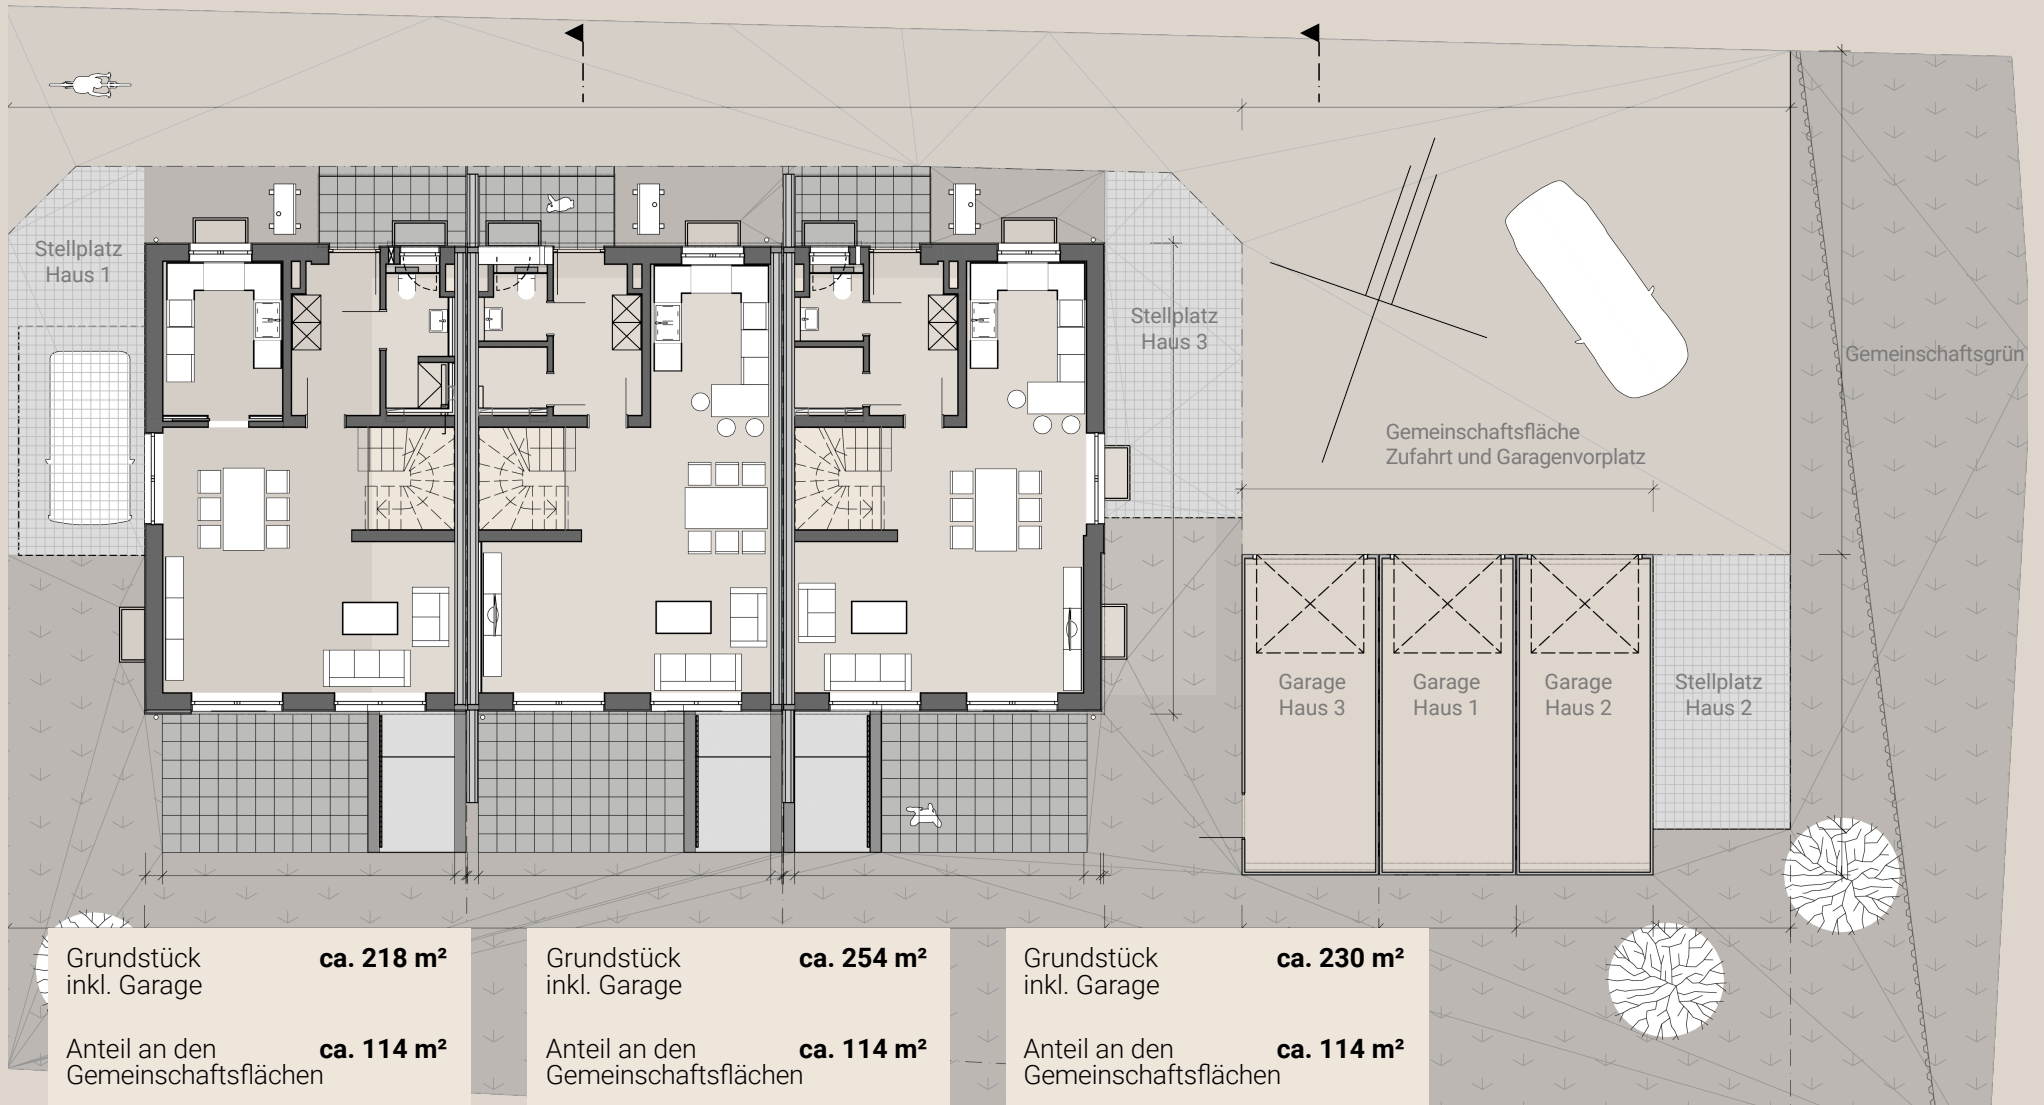 Stellplatz
Haus 1
Stellplatz
Haus 3
Gemeinschaftsgrün
Gemeinschaftsfläche
Zufahrt und Garagenvorplatz
Garage
Haus 3
Garage
Haus 1
Garage
Haus 2
Stellplatz
Haus 2
Grundstück ca. 218 m²
inkl. Garage
Anteil an den ca. 114 m²
Gemeinschaftsflächen
Grundstück ca. 254 m²
inkl. Garage
Anteil an den ca. 114 m²
Gemeinschaftsflächen
Grundstück ca. 230 m²
inkl. Garage
Anteil an den ca. 114 m²
Gemeinschaftsflächen